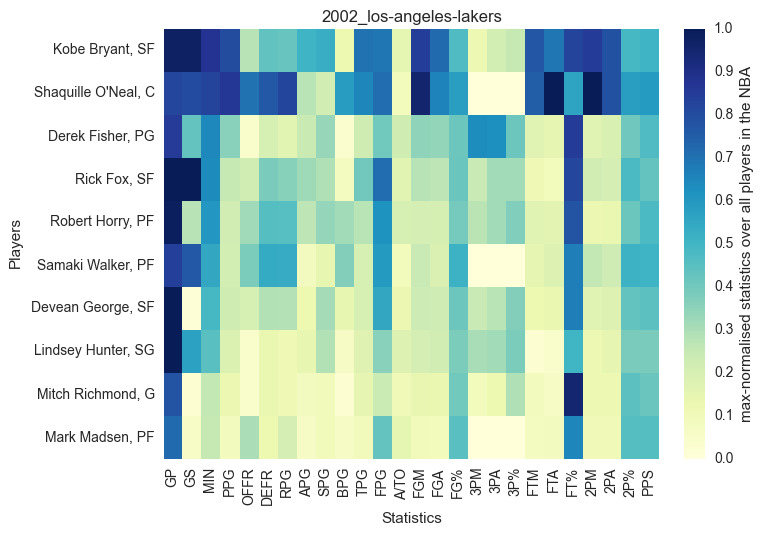 2002_los-angeles-lakers
Kobe Bryant, SF
Shaquille O'Neal, C
Derek Fisher, PG
Rick Fox, SF
Robert Horry, PF
Samaki Walker, PF
Devean George, SF
Lindsey Hunter, SG
Mitch Richmond, G
Mark Madsen, PF
Players
GP GS MIN PPG OFFR DEFR RPG APG SPG BPG TPG FPG A/TO FGM FGA FG% 3PM 3PA 3P% FTM FTA FT% 2PM 2PA 2P% PPS
Statistics
1.0
0.9
0.8
0.7
0.6
0.5
0.4
0.3
0.2
0.1
0.0
max-normalised statistics over all players in the NBA